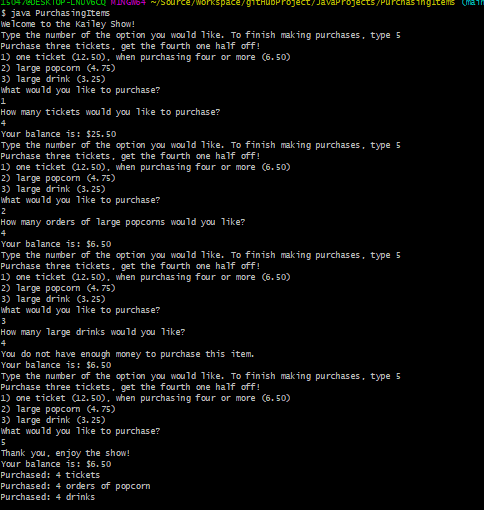 15047@DESKTOP-LNUV6CQ MINGW64 ~/Source/Workspace/gitHubProject/JavaProjects/PurchasingItems (main
$ java PurchasingItems
Welcome to the Kailey Show!
Type the number of the option you would like. To finish making purchases, type 5
Purchase three tickets, get the fourth one half off!
1) one ticket (12.50), when purchasing four or more (6.50)
2) large popcorn (4.75)
3) large drink (3.25)
What would you like to purchase?
1
How many tickets would you like to purchase?
4
Your balance is: $25.50
Type the number of the option you would like. To finish making purchases, type 5
Purchase three tickets, get the fourth one half off!
1) one ticket (12.50), when purchasing four or more (6.50)
2) large popcorn (4.75)
3) large drink (3.25)
What would you like to purchase?
2
How many orders of large popcorns would you like?
4
Your balance is: $6.50
Type the number of the option you would like. To finish making purchases, type 5
Purchase three tickets, get the fourth one half off!
1) one ticket (12.50), when purchasing four or more (6.50)
2) large popcorn (4.75)
3) large drink (3.25)
What would you like to purchase?
3
How many large drinks would you like?
4
You do not have enough money to purchase this item.
Your balance is: $6.50
Type the number of the option you would like. To finish making purchases, type 5
Purchase three tickets, get the fourth one half off!
1) one ticket (12.50), when purchasing four or more (6.50)
2) large popcorn (4.75)
3) large drink (3.25)
What would you like to purchase?
5
Thank you, enjoy the show!
Your balance is: $6.50
Purchased: 4 tickets
Purchased: 4 orders of popcorn
Purchased: 4 drinks